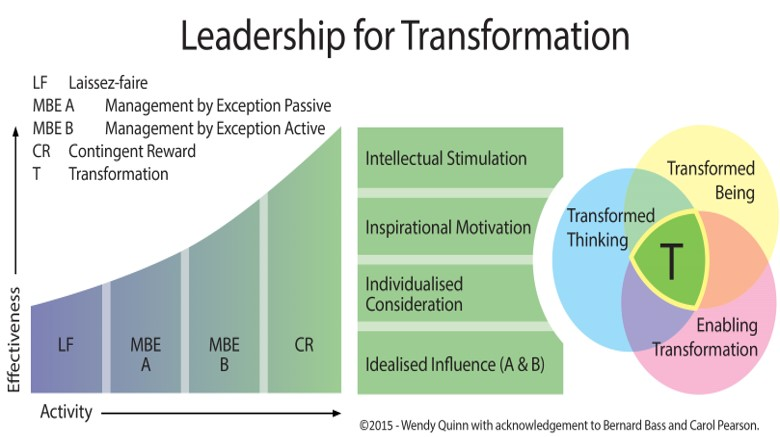 Leadership for Transformation
LF Laissez-faire
MBE A Management by Exception Passive
MBE B Management by Exception Active
CR Contingent Reward
T Transformation
Effectiveness
LF
MBE
A
MBE
B
CR
Activity
Intellectual Stimulation
Inspirational Motivation
Individualised
Consideration
Idealised Influence (A & B)
Transformed
Being
Transformed
Thinking
T
Enabling
Transformation
©2015 - Wendy Quinn with acknowledgement to Bernard Bass and Carol Pearson.